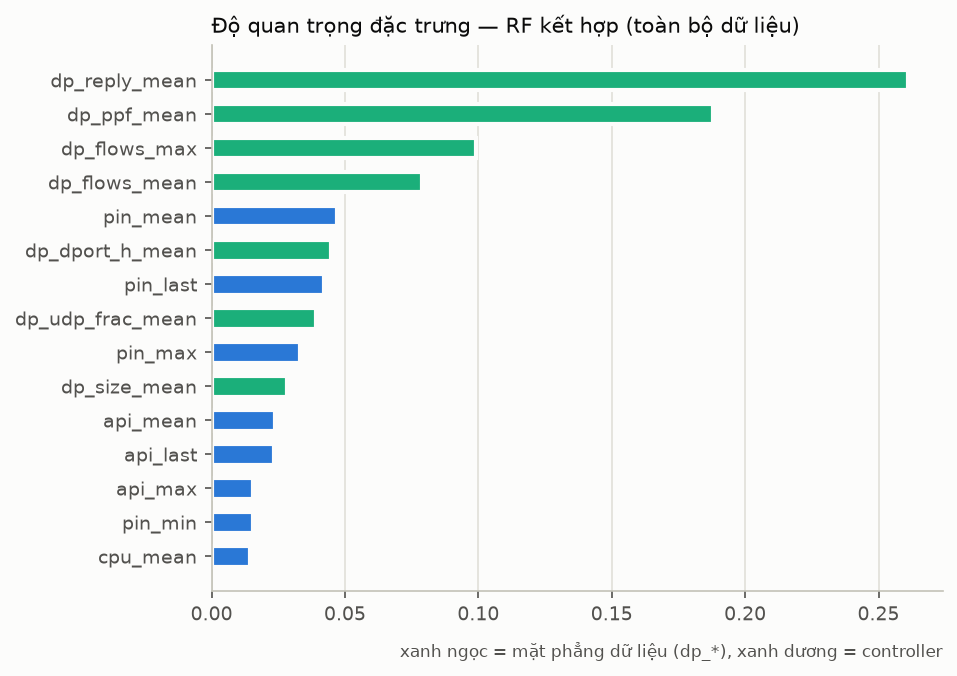 Độ quan trọng đặc trưng — RF kết hợp (toàn bộ dữ liệu)
dp_reply_mean
dp_ppf_mean
dp_flows_max
dp_flows_mean
pin_mean
dp_dport_h_mean
pin_last
dp_udp_frac_mean
pin_max
dp_size_mean
api_mean
api_last
api_max
pin_min
cpu_mean
0.00 0.05 0.10 0.15 0.20 0.25
xanh ngọc = mặt phẳng dữ liệu (dp_*), xanh dương = controller